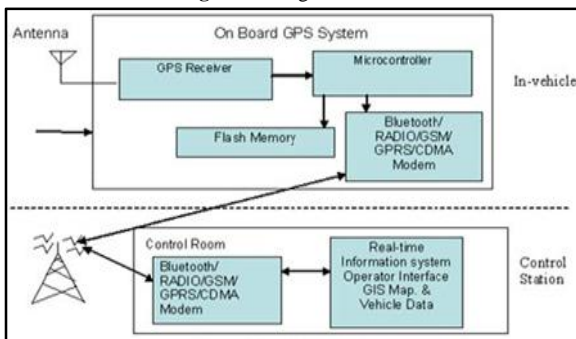 On Board GPS System
Antenna
GPS Receiver
Microcontroller
In-vehicle
Flash Memory
Bluetooth/
RADIO/GSM/
GPRS/CDMA
Modem
Control Room
Bluetooth/
RADIO/GSM/
GPRS/CDMA
Modem
Real-time
Information system
Operator Interface
GIS Map. &
Vehicle Data
Control
Station